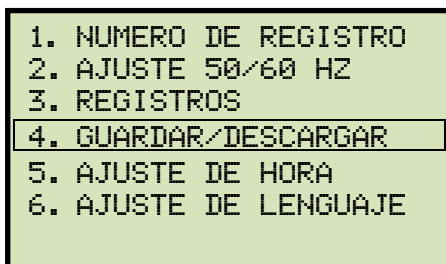 1. NUMERO DE REGISTRO
2. AJUSTE 50/60 HZ
3. REGISTROS
4. GUARDAR/DESCARGAR
5. AJUSTE DE HORA
6. AJUSTE DE LENGUAJE